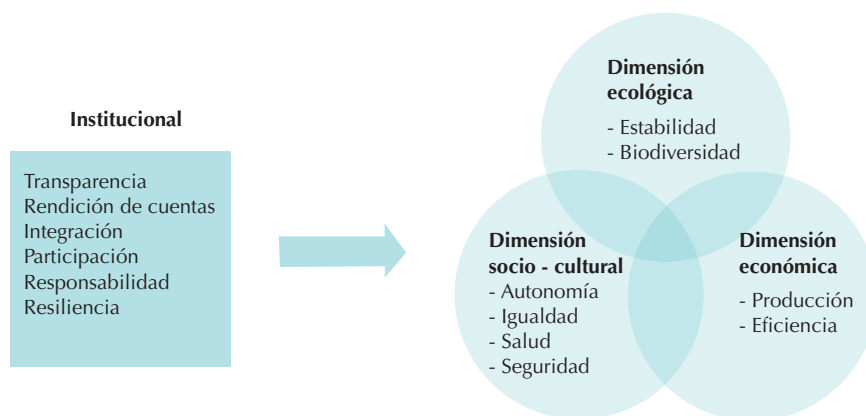 Institucional
Transparencia
Rendición de cuentas
Integración
Participación
Responsabilidad
Resiliencia
Dimensión
ecológica
- Estabilidad
- Biodiversidad
Dimensión
socio - cultural
- Autonomía
- Igualdad
- Salud
- Seguridad
Dimensión
económica
- Producción
- Eficiencia